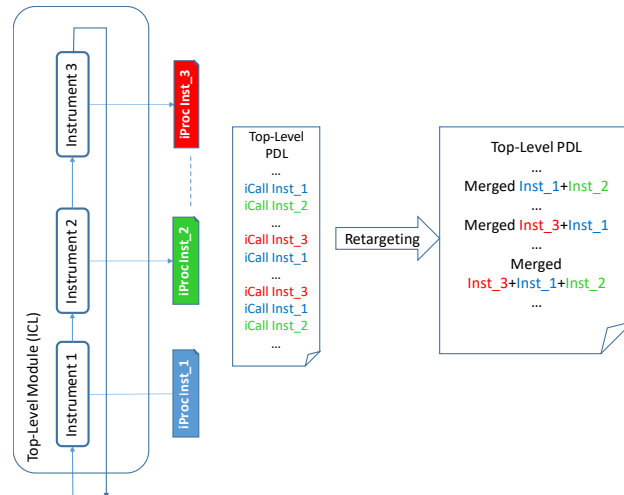 Top-Level Module (ICL)
Instrument 3
Instrument 2
Instrument 1
iProc Inst_3
iProc Inst_2
iProc Inst_1
Top-Level
PDL
...
iCall Inst_1
iCall Inst_2
...
iCall Inst_3
iCall Inst_1
...
iCall Inst_3
iCall Inst_1
iCall Inst_2
...
Retargeting
Top-Level PDL
...
Merged Inst_1+Inst_2
...
Merged Inst_3+Inst_1
...
Merged
Inst_3+Inst_1+Inst_2
...